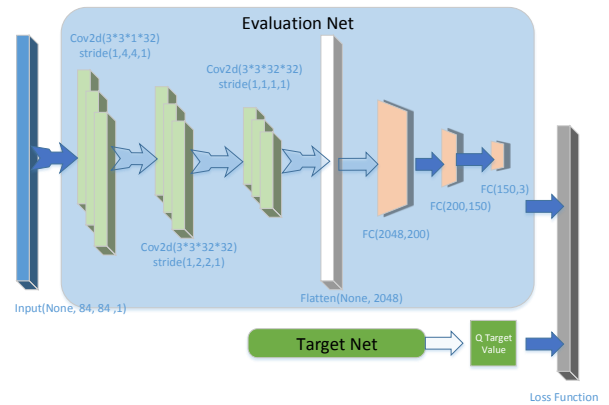 Evaluation Net
Cov2d(3*3*1*32)
stride(1,4,4,1)
Cov2d(3*3*32*32)
stride(1,1,1,1)
Cov2d(3*3*32*32)
stride(1,2,2,1)
FC(150,3)
FC(200,150)
FC(2048,200)
Input(None, 84, 84 ,1)
Flatten(None, 2048)
Target Net
Q Target
Value
Loss Function